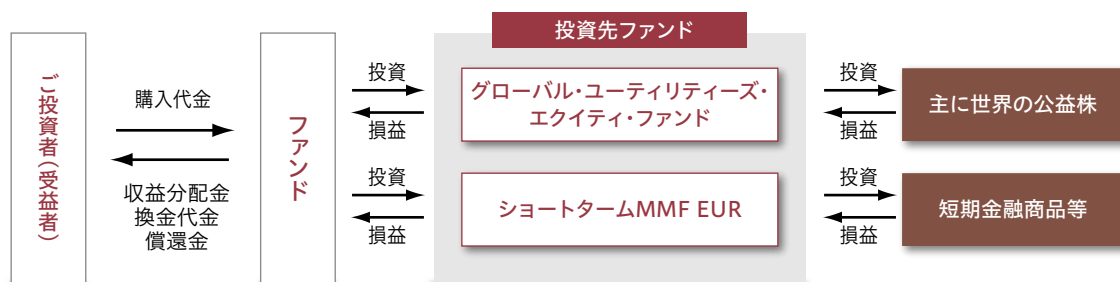 投資先ファンド
ご投資者(受益者)
購入代金
収益分配金
換金代金
償還金
ファンド
投資
損益
グローバル・ユーティリティーズ・
エクイティ・ファンド
投資
損益
主に世界の公益株
投資
損益
ショートタームMMF EUR
投資
損益
短期金融商品等